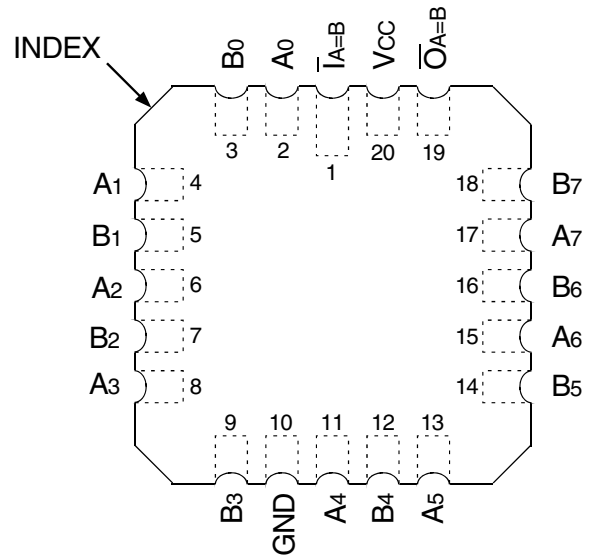 INDEX
B0 A0 I̅A=B VCC O̅A=B
3 2 1 20 19
A1 4 18 B7
B1 5 17 A7
A2 6 16 B6
B2 7 15 A6
A3 8 14 B5
9 10 11 12 13
B3 GND A4 B4 A5